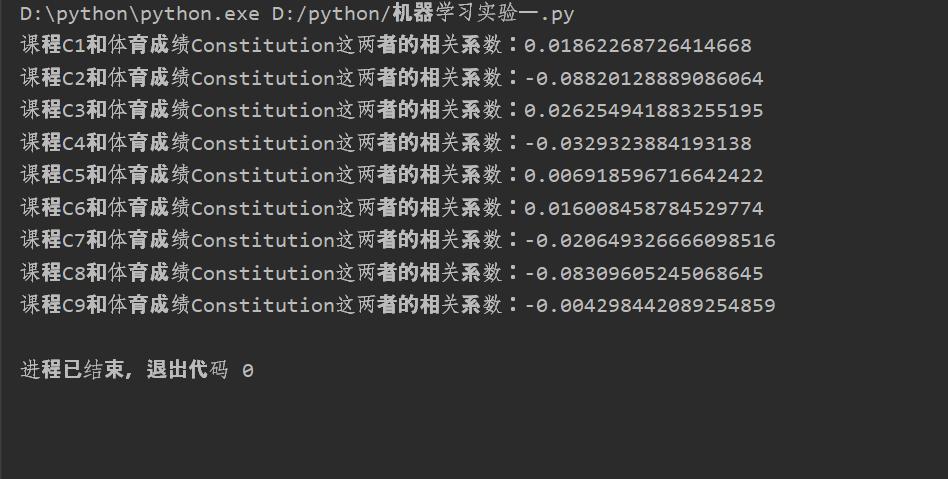 D:\python\python.exe D:/python/机器学习实验一.py
课程C1和体育成绩Constitution这两者的相关系数：0.01862268726414668
课程C2和体育成绩Constitution这两者的相关系数：-0.08820128889086064
课程C3和体育成绩Constitution这两者的相关系数：0.026254941883255195
课程C4和体育成绩Constitution这两者的相关系数：-0.0329323884193138
课程C5和体育成绩Constitution这两者的相关系数：0.006918596716642422
课程C6和体育成绩Constitution这两者的相关系数：0.016008458784529774
课程C7和体育成绩Constitution这两者的相关系数：-0.020649326666098516
课程C8和体育成绩Constitution这两者的相关系数：-0.08309605245068645
课程C9和体育成绩Constitution这两者的相关系数：-0.004298442089254859
进程已结束，退出代码 0